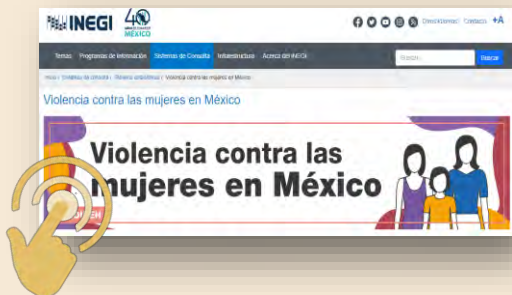 INEGI
40
MÉXICO
Contacto +A
Temas Programas de Información Sistemas de Consulta Infraestructura Acerca del INEGI
Buscar
Violencia contra las mujeres en México
Violencia contra las
mujeres en México